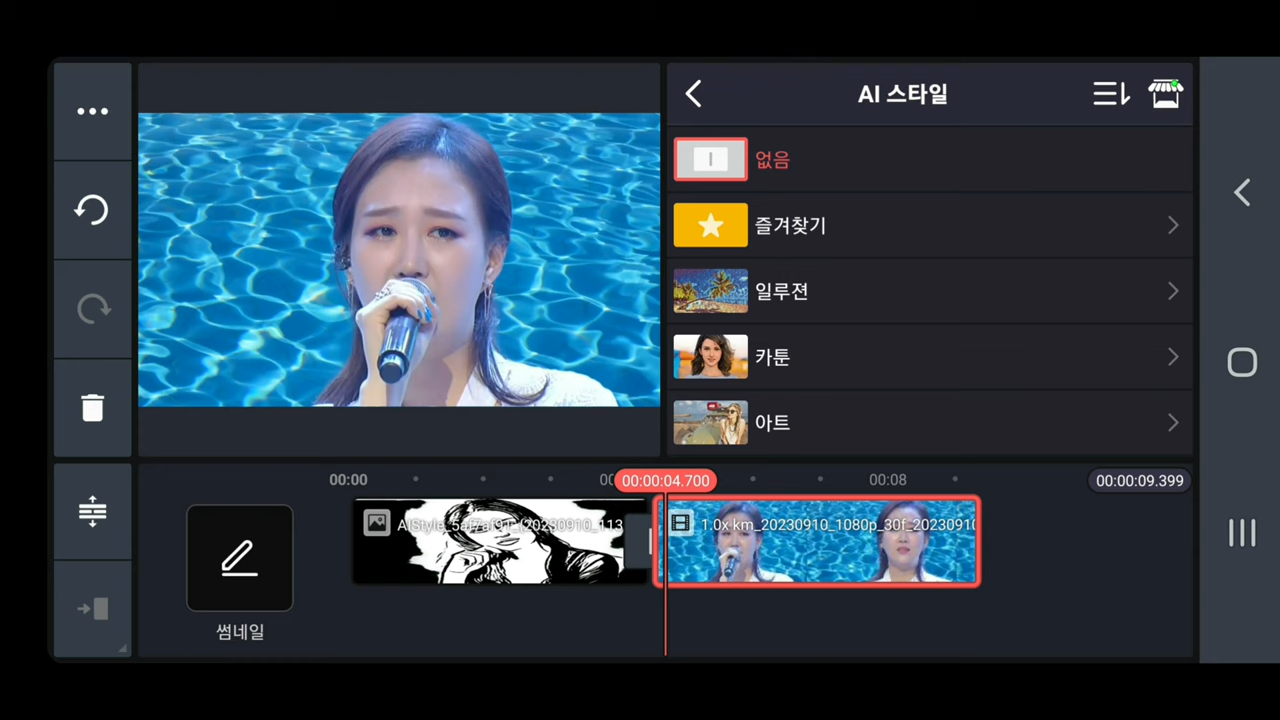 AI 스타일
없음
즐겨찾기
일루젼
카툰
아트
00:00
00:00:04.700
00:08
00:00:09.399
1.0x km_20230910_1080p_30f_20230910
썸네일